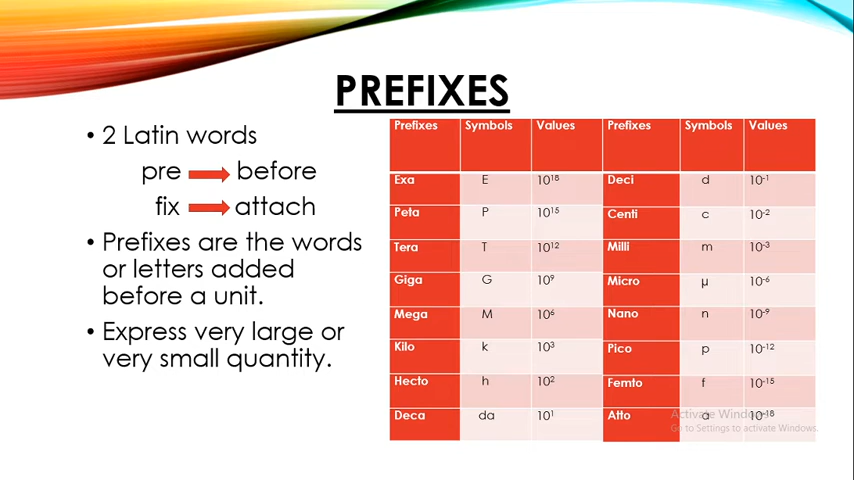 PREFIXES
• 2 Latin words
pre → before
fix → attach
• Prefixes are the words
or letters added
before a unit.
• Express very large or
very small quantity.
Prefixes Symbols Values Prefixes Symbols Values
Exa E 10¹⁸ Deci d 10⁻¹
Peta P 10¹⁵ Centi c 10⁻²
Tera T 10¹² Milli m 10⁻³
Giga G 10⁹ Micro µ 10⁻⁶
Mega M 10⁶ Nano n 10⁻⁹
Kilo k 10³ Pico p 10⁻¹²
Hecto h 10² Femto f 10⁻¹⁵
Deca da 10¹ Atto a 10⁻¹⁸
Activate Windows
Go to Settings to activate Windows.